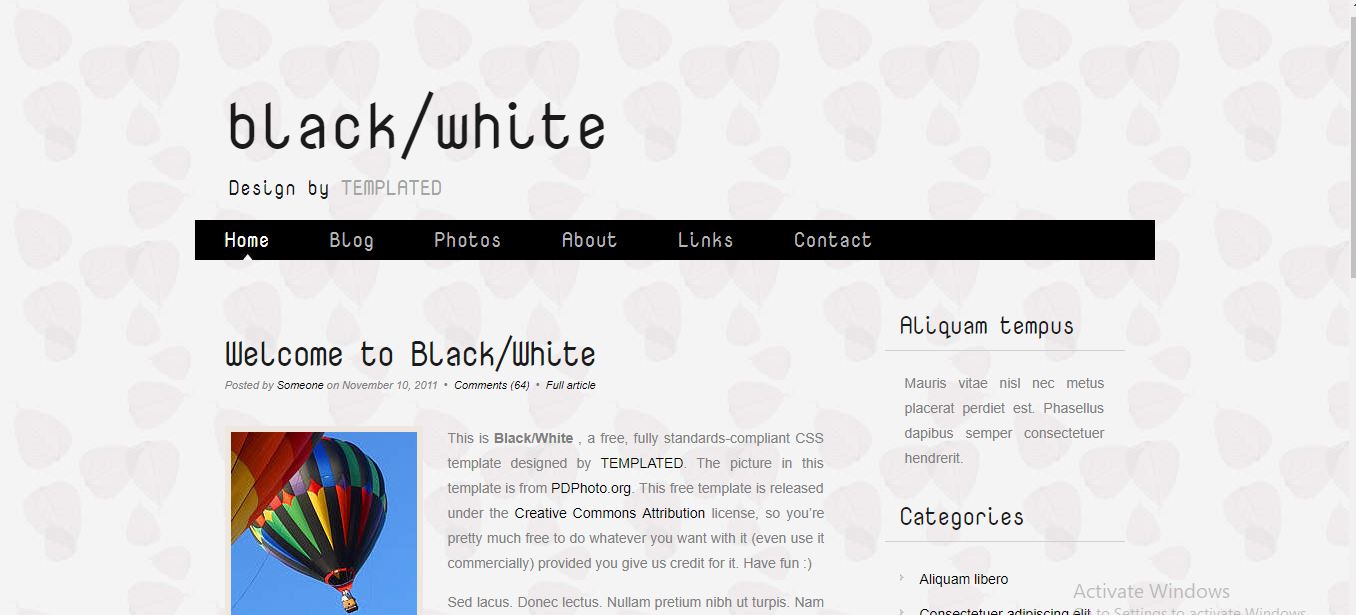 black/white
Design by TEMPLATED
Home Blog Photos About Links Contact
Welcome to Black/White
Posted by Someone on November 10, 2011 • Comments (64) • Full article
This is Black/White , a free, fully standards-compliant CSS
template designed by TEMPLATED. The picture in this
template is from PDPhoto.org. This free template is released
under the Creative Commons Attribution license, so you're
pretty much free to do whatever you want with it (even use it
commercially) provided you give us credit for it. Have fun :)
Sed lacus. Donec lectus. Nullam pretium nibh ut turpis. Nam
Aliquam tempus
Mauris vitae nisl nec metus
placerat perdiet est. Phasellus
dapibus semper consectetuer
hendrerit.
Categories
Aliquam libero
Consectetuer adipiscing elit
Activate Windows
to Settings to activate Windows